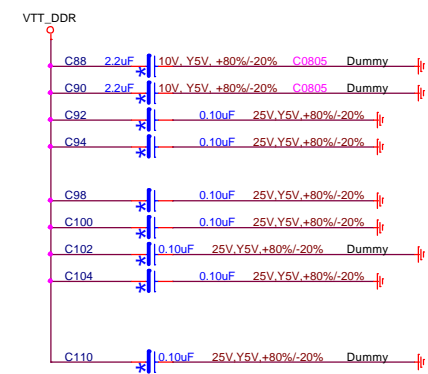 VTT_DDR
C88 2.2uF 10V, Y5V, +80%/-20% C0805 Dummy
C90 2.2uF 10V, Y5V, +80%/-20% C0805 Dummy
C92 0.10uF 25V,Y5V,+80%/-20%
C94 0.10uF 25V,Y5V,+80%/-20%
C98 0.10uF 25V,Y5V,+80%/-20%
C100 0.10uF 25V,Y5V,+80%/-20%
C102 0.10uF 25V,Y5V,+80%/-20% Dummy
C104 0.10uF 25V,Y5V,+80%/-20%
C110 0.10uF 25V,Y5V,+80%/-20% Dummy